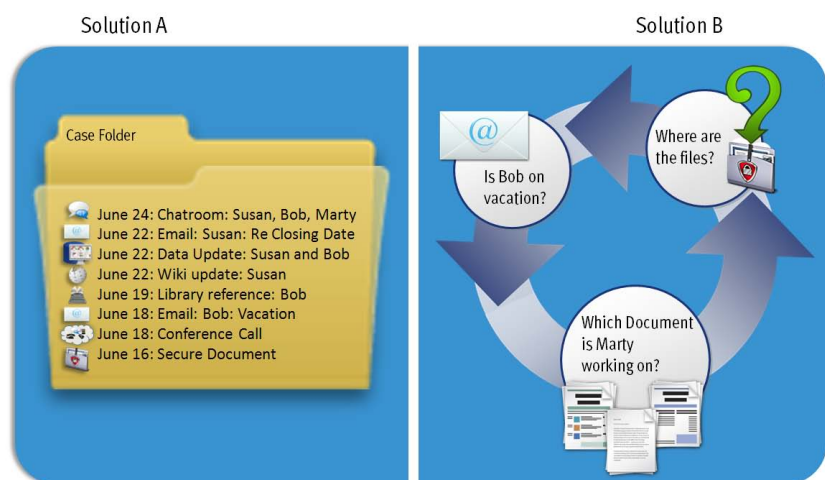 Solution A
Solution B
Case Folder
June 24: Chatroom: Susan, Bob, Marty
June 22: Email: Susan: Re Closing Date
June 22: Data Update: Susan and Bob
June 22: Wiki update: Susan
June 19: Library reference: Bob
June 18: Email: Bob: Vacation
June 18: Conference Call
June 16: Secure Document
@
Is Bob on
vacation?
Where are
the files?
Which Document
is Marty
working on?